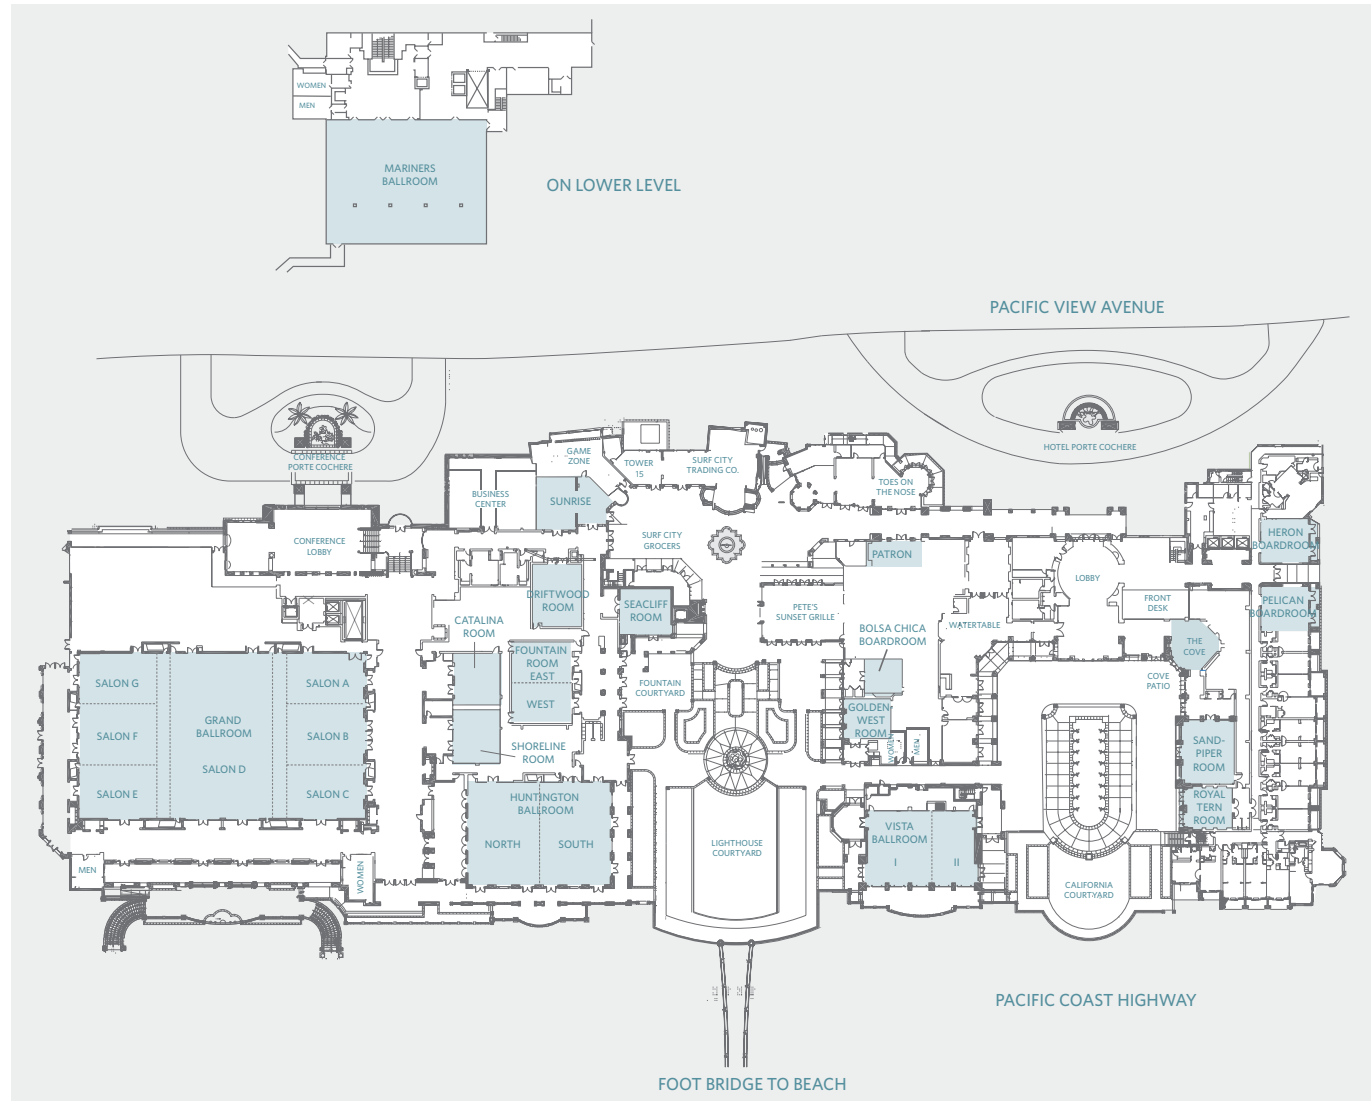 WOMEN
MEN
MARINERS
BALLROOM
ON LOWER LEVEL
PACIFIC VIEW AVENUE
HOTEL PORTE COCHERE
CONFERENCE
PORTE COCHERE
GAME
ZONE
TOWER
15
SURF CITY
TRADING CO.
TOES ON
THE NOSE
BUSINESS
CENTER
SUNRISE
CONFERENCE
LOBBY
SURF CITY
GROCERS
PATRON
HERON
BOARDROOM
LOBBY
DRIFTWOOD
ROOM
SEACLIFF
ROOM
PETE'S
SUNSET GRILLE
FRONT
DESK
PELICAN
BOARDROOM
CATALINA
ROOM
BOLSA CHICA
BOARDROOM
WATERTABLE
THE
COVE
FOUNTAIN
ROOM
EAST
WEST
FOUNTAIN
COURTYARD
COVE
PATIO
SALON G
SALON A
GRAND
BALLROOM
SALON F
SALON B
SALON D
SALON E
SALON C
GOLDEN
WEST
ROOM
WOMEN
MEN
SHORELINE
ROOM
SAND-
PIPER
ROOM
HUNTINGTON
BALLROOM
NORTH
SOUTH
ROYAL
TERN
ROOM
VISTA
BALLROOM
I
II
LIGHTHOUSE
COURTYARD
MEN
WOMEN
CALIFORNIA
COURTYARD
PACIFIC COAST HIGHWAY
FOOT BRIDGE TO BEACH